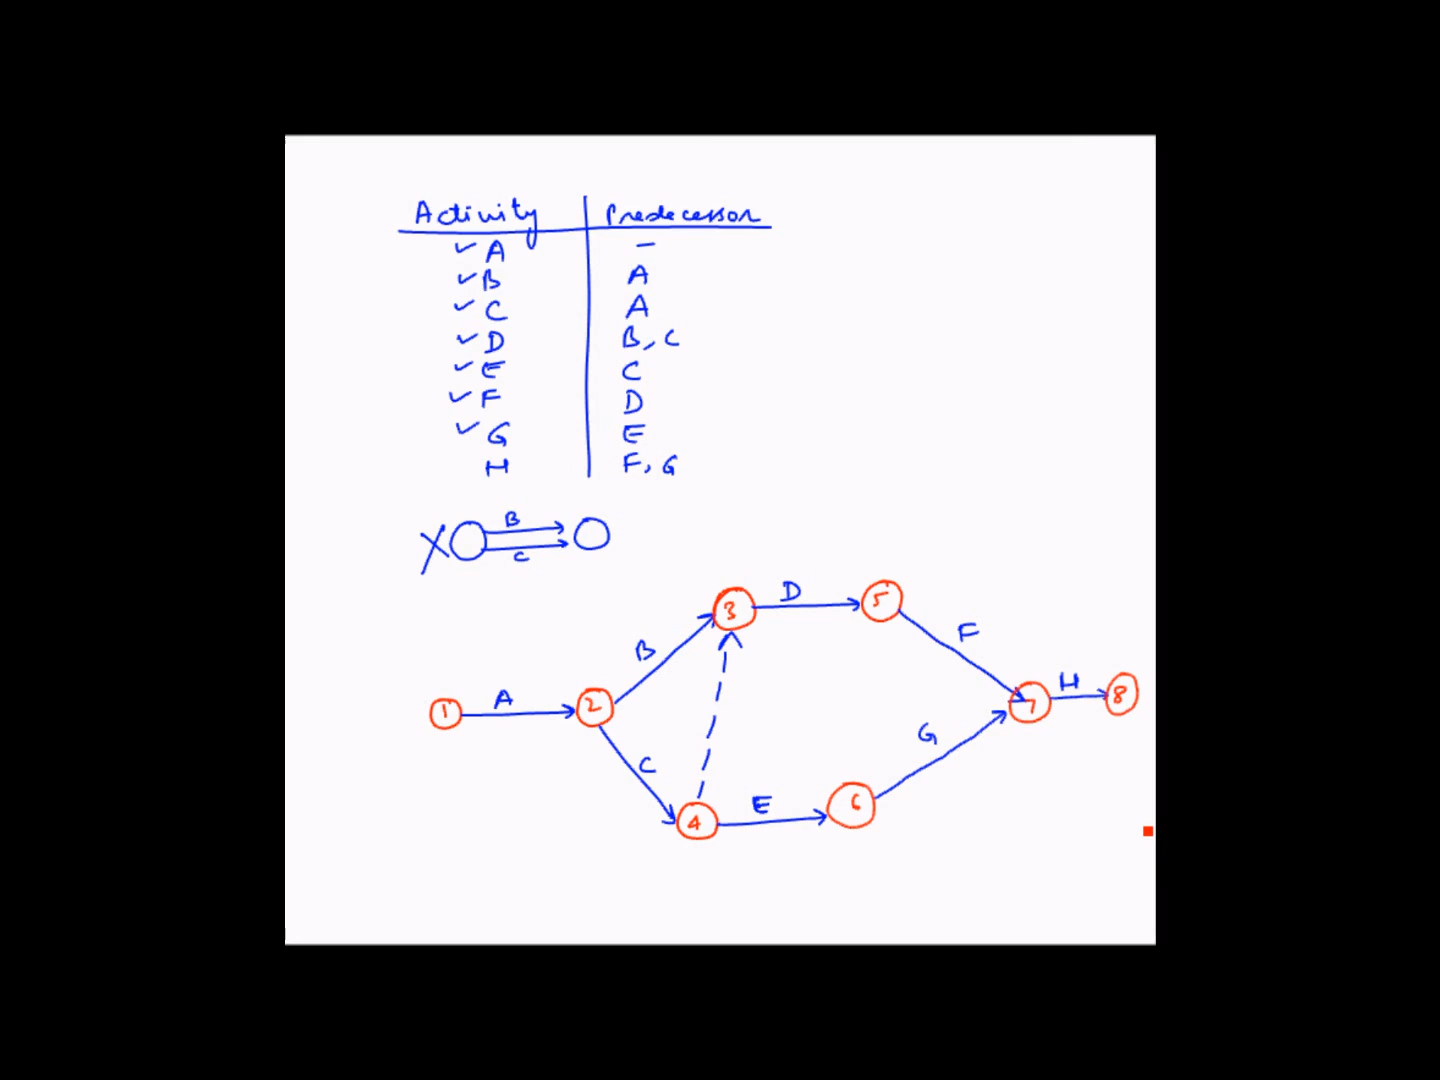 Activity Predecessor
✓ A –
✓ B A
✓ C A
✓ D B, C
✓ E C
✓ F D
✓ G E
H F, G
X B
C
3 D 5
B F
1 A 2 7 H 8
C G
4 E 6